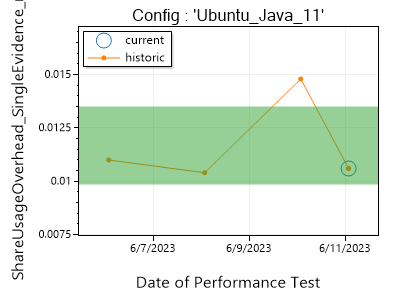 Config : 'Ubuntu_Java_11'
current
historic
ShareUsageOverhead_SingleEvidence_
0.015
0.0125
0.01
0.0075
6/7/2023
6/9/2023
6/11/2023
Date of Performance Test